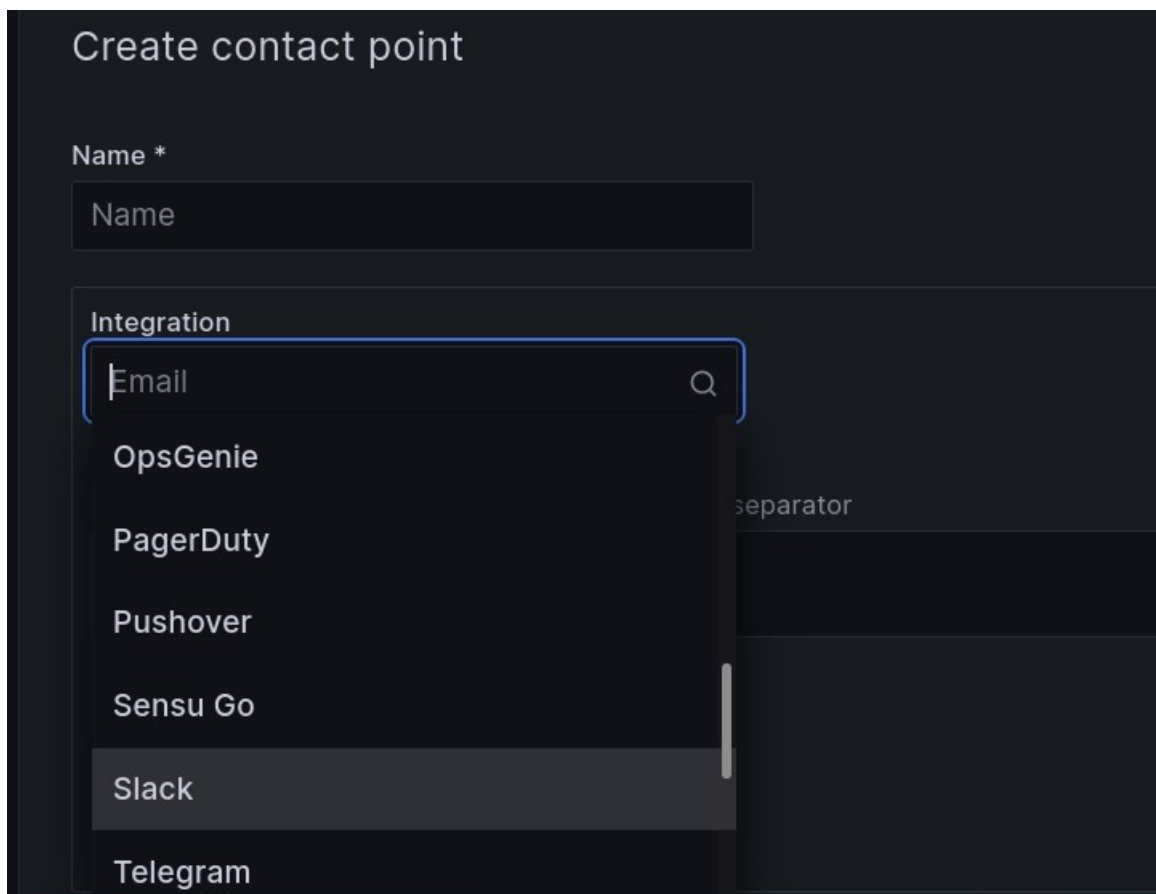 Create contact point
Name *
Name
Integration
Email
OpsGenie
separator
PagerDuty
Pushover
Sensu Go
Slack
Telegram